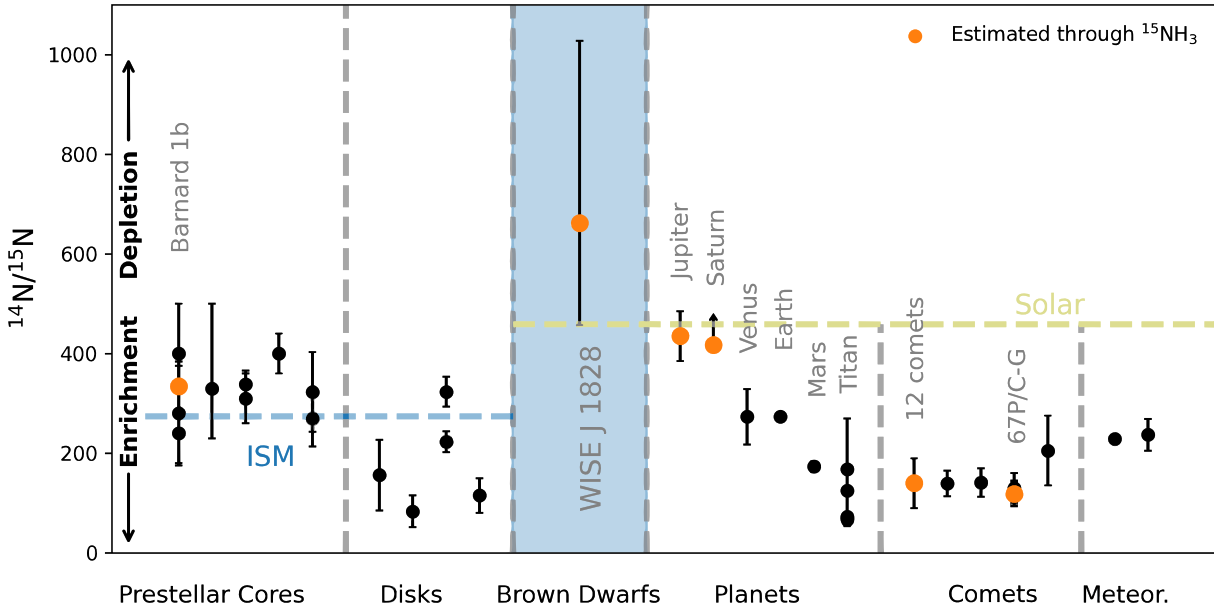 Estimated through ¹⁵NH₃
¹⁴N/¹⁵N
1000
800
600
400
200
0
Depletion
Enrichment
Barnard 1b
ISM
WISE J 1828
Jupiter
Saturn
Venus
Earth
Mars
Titan
Solar
12 comets
67P/C-G
Prestellar Cores
Disks
Brown Dwarfs
Planets
Comets
Meteor.